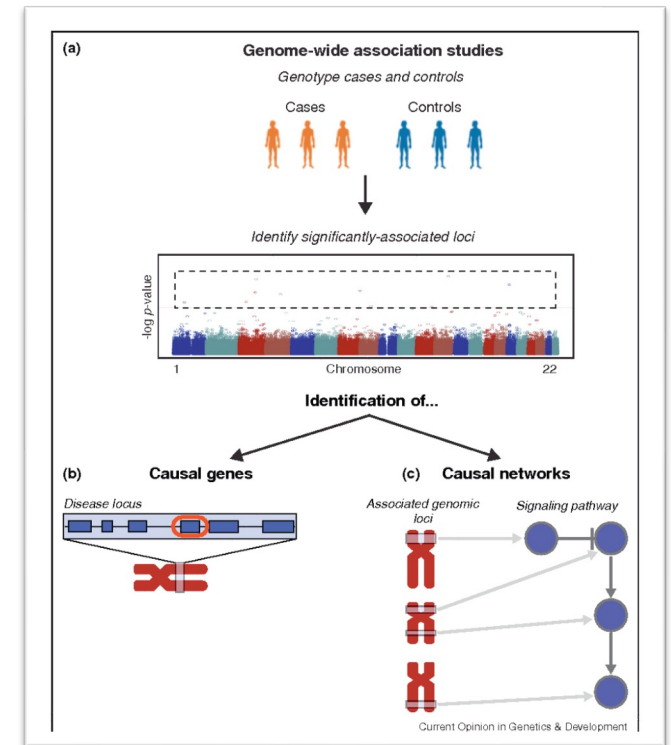 (a)
Genome-wide association studies
Genotype cases and controls
Cases
Controls
Identify significantly-associated loci
-log p-value
1
Chromosome
22
Identification of...
(b)
Causal genes
Disease locus
(c)
Causal networks
Associated genomic
loci
Signaling pathway
Current Opinion in Genetics & Development